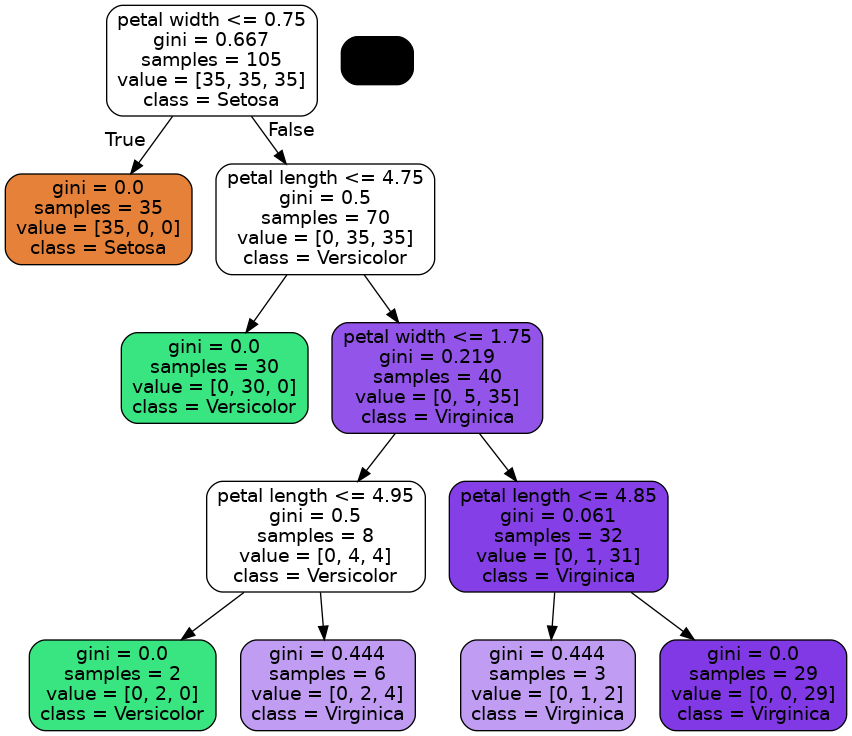 petal width <= 0.75
gini = 0.667
samples = 105
value = [35, 35, 35]
class = Setosa
True
False
gini = 0.0
samples = 35
value = [35, 0, 0]
class = Setosa
petal length <= 4.75
gini = 0.5
samples = 70
value = [0, 35, 35]
class = Versicolor
gini = 0.0
samples = 30
value = [0, 30, 0]
class = Versicolor
petal width <= 1.75
gini = 0.219
samples = 40
value = [0, 5, 35]
class = Virginica
petal length <= 4.95
gini = 0.5
samples = 8
value = [0, 4, 4]
class = Versicolor
petal length <= 4.85
gini = 0.061
samples = 32
value = [0, 1, 31]
class = Virginica
gini = 0.0
samples = 2
value = [0, 2, 0]
class = Versicolor
gini = 0.444
samples = 6
value = [0, 2, 4]
class = Virginica
gini = 0.444
samples = 3
value = [0, 1, 2]
class = Virginica
gini = 0.0
samples = 29
value = [0, 0, 29]
class = Virginica